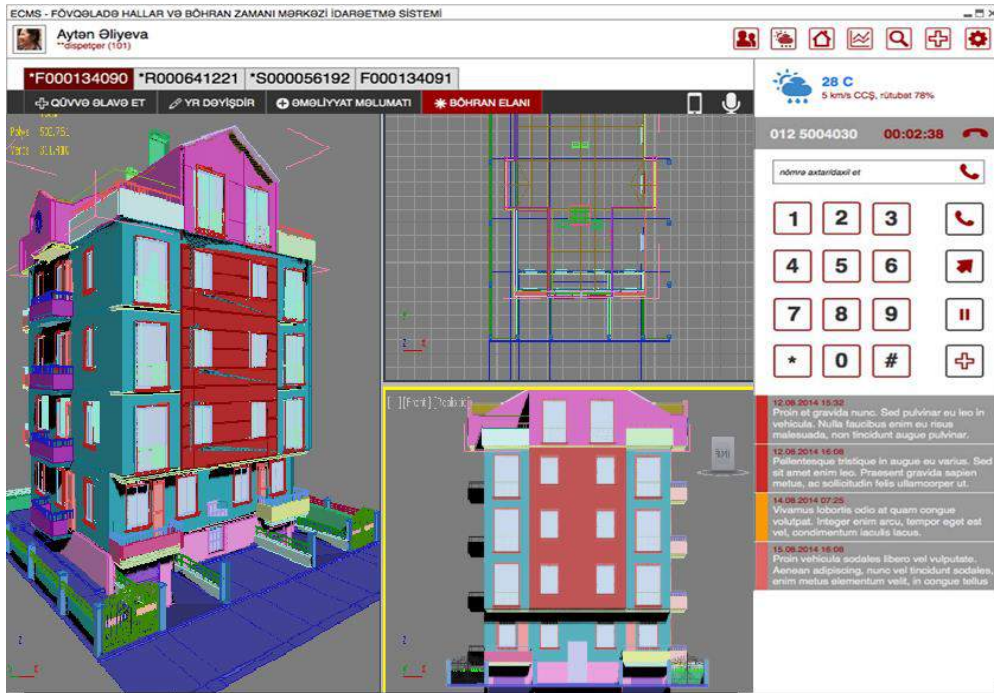 ECMS - FÖVQƏLADƏ HALLAR VƏ BÖHRAN ZAMANI MƏRKƏZİ İDARƏETMƏ SİSTEMİ
Aytən Əliyeva
**dispetçer (101)
*F000134090 *R000641221 *S000056192 F000134091
QÜVVƏ ƏLAVƏ ET YR DƏYİŞDİR ƏMƏLİYYAT MƏLUMATI BÖHRAN ELANI
28 C
5 km/s CCŞ, rütubət 78%
012 5004030 00:02:38
nömrə axtar/daxil et
1 2 3
4 5 6
7 8 9
* 0 #
Polys
Verts
[Front]
12.08.2014 15:32
Proin et gravida nunc. Sed pulvinar eu leo in
vehicula. Nulla faucibus enim eu risus
malesuada, non tincidunt augue pulvinar.
12.08.2014 16:08
Pellentesque tristique in augue eu varius. Sed
sit amet enim leo. Praesent gravida sapien
metus, ac sollicitudin felis ullamcorper ut.
14.08.2014 07:25
Vivamus lobortis odio at quam congue
volutpat. Integer enim arcu, tempor eget est
vel, condimentum iaculis lacus.
15.08.2014 16:08
Proin vehicula sodales libero vel vulputate.
Aenean adipiscing, nunc vel tincidunt sodales,
enim metus elementum velit, in congue tellus